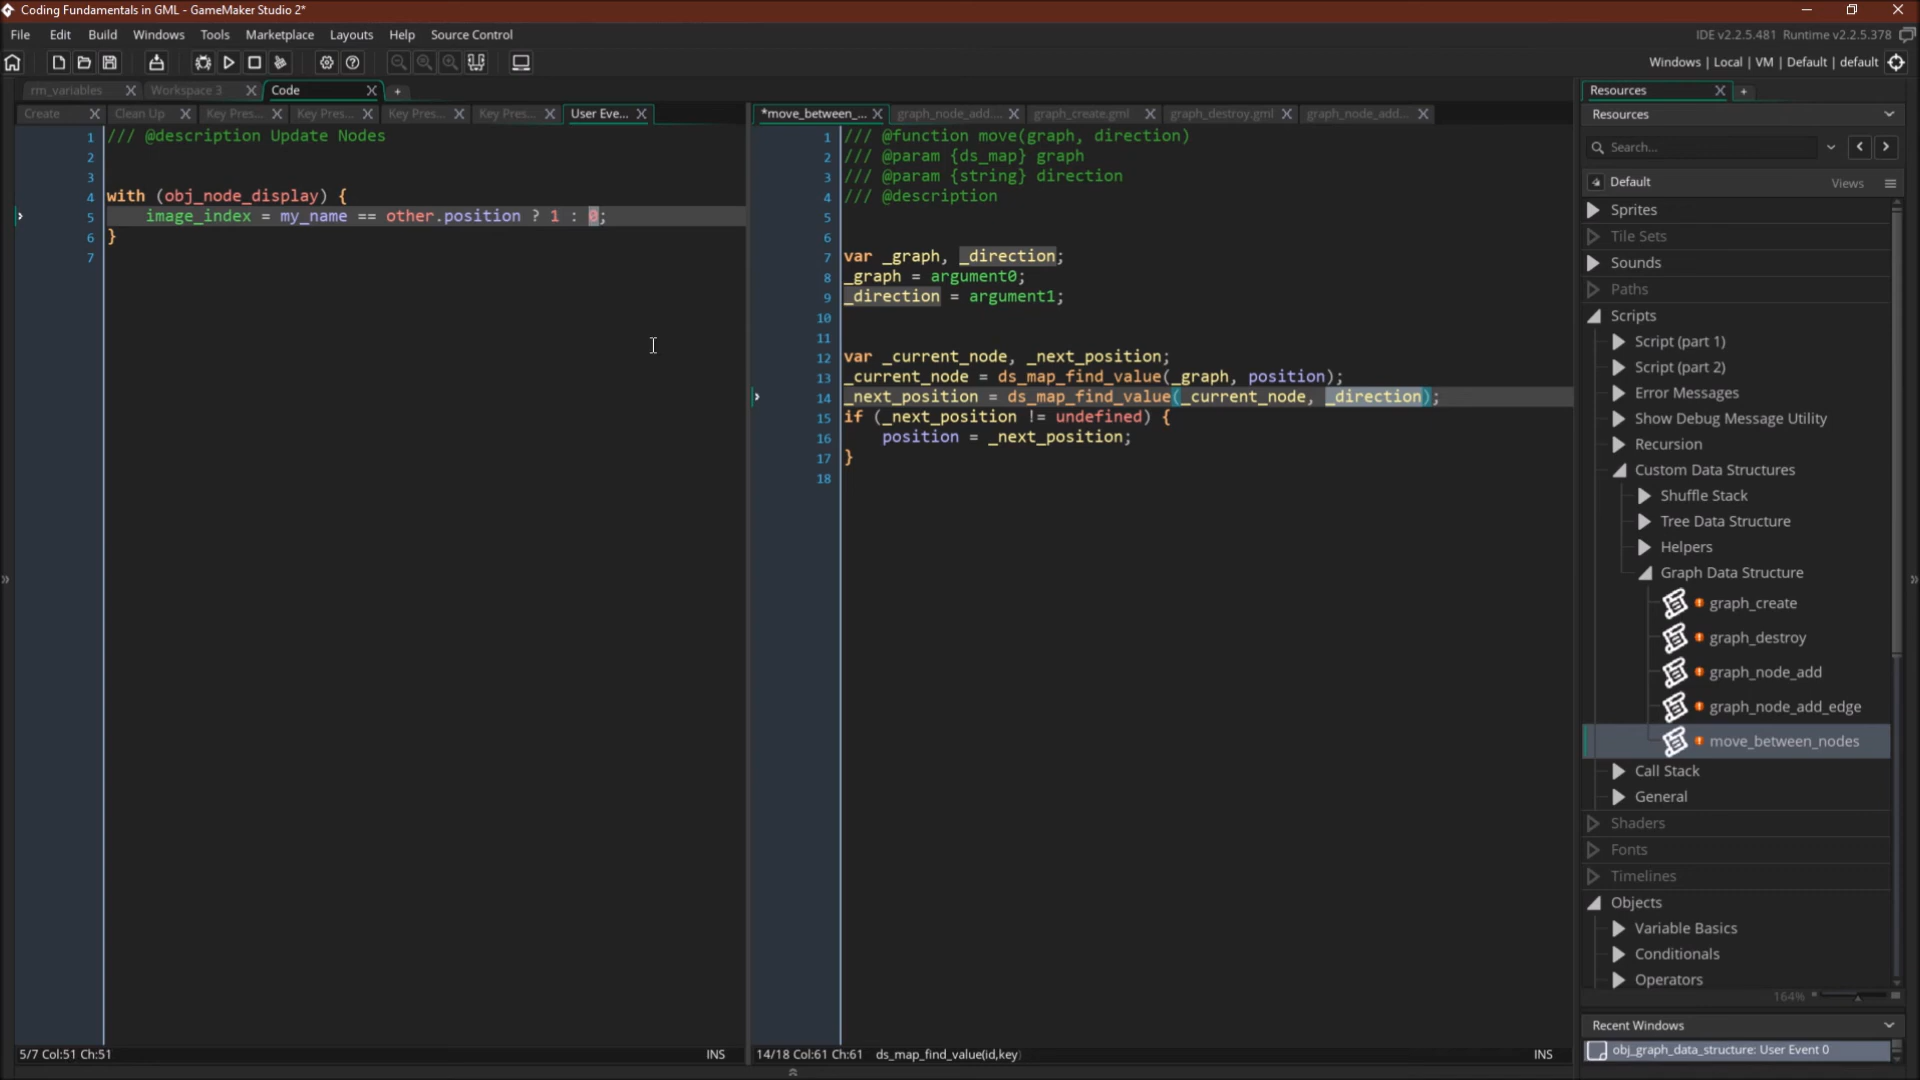 Coding Fundamentals in GML - GameMaker Studio 2*
File Edit Build Windows Tools Marketplace Layouts Help Source Control
IDE v2.2.5.481 Runtime v2.2.5.378
Windows | Local | VM | Default | default
rm_variables Workspace 3 Code
Create Clean Up Key Pres... Key Pres... Key Pres... User Eve...
1 /// @description Update Nodes
2
3
4 with (obj_node_display) {
5 image_index = my_name == other.position ? 1 : 0;
6 }
7
5/7 Col:51 Ch:51 INS
*move_between_... graph_node_add.... graph_create.gml graph_destroy.gml graph_node_add...
1 /// @function move(graph, direction)
2 /// @param {ds_map} graph
3 /// @param {string} direction
4 /// @description
5
6
7 var _graph, _direction;
8 _graph = argument0;
9 _direction = argument1;
10
11
12 var _current_node, _next_position;
13 _current_node = ds_map_find_value(_graph, position);
14 _next_position = ds_map_find_value(_current_node, _direction);
15 if (_next_position != undefined) {
16 position = _next_position;
17 }
18
14/18 Col:61 Ch:61 ds_map_find_value(id,key) INS
Resources
Resources
Search...
Default Views
Sprites
Tile Sets
Sounds
Paths
Scripts
Script (part 1)
Script (part 2)
Error Messages
Show Debug Message Utility
Recursion
Custom Data Structures
Shuffle Stack
Tree Data Structure
Helpers
Graph Data Structure
graph_create
graph_destroy
graph_node_add
graph_node_add_edge
move_between_nodes
Call Stack
General
Shaders
Fonts
Timelines
Objects
Variable Basics
Conditionals
Operators
164%
Recent Windows
obj_graph_data_structure: User Event 0